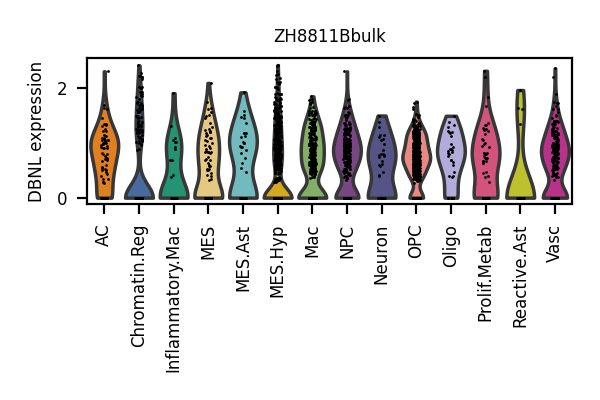 ZH8811Bbulk
DBNL expression
2
0
AC
Chromatin.Reg
Inflammatory.Mac
MES
MES.Ast
MES.Hyp
Mac
NPC
Neuron
OPC
Oligo
Prolif.Metab
Reactive.Ast
Vasc